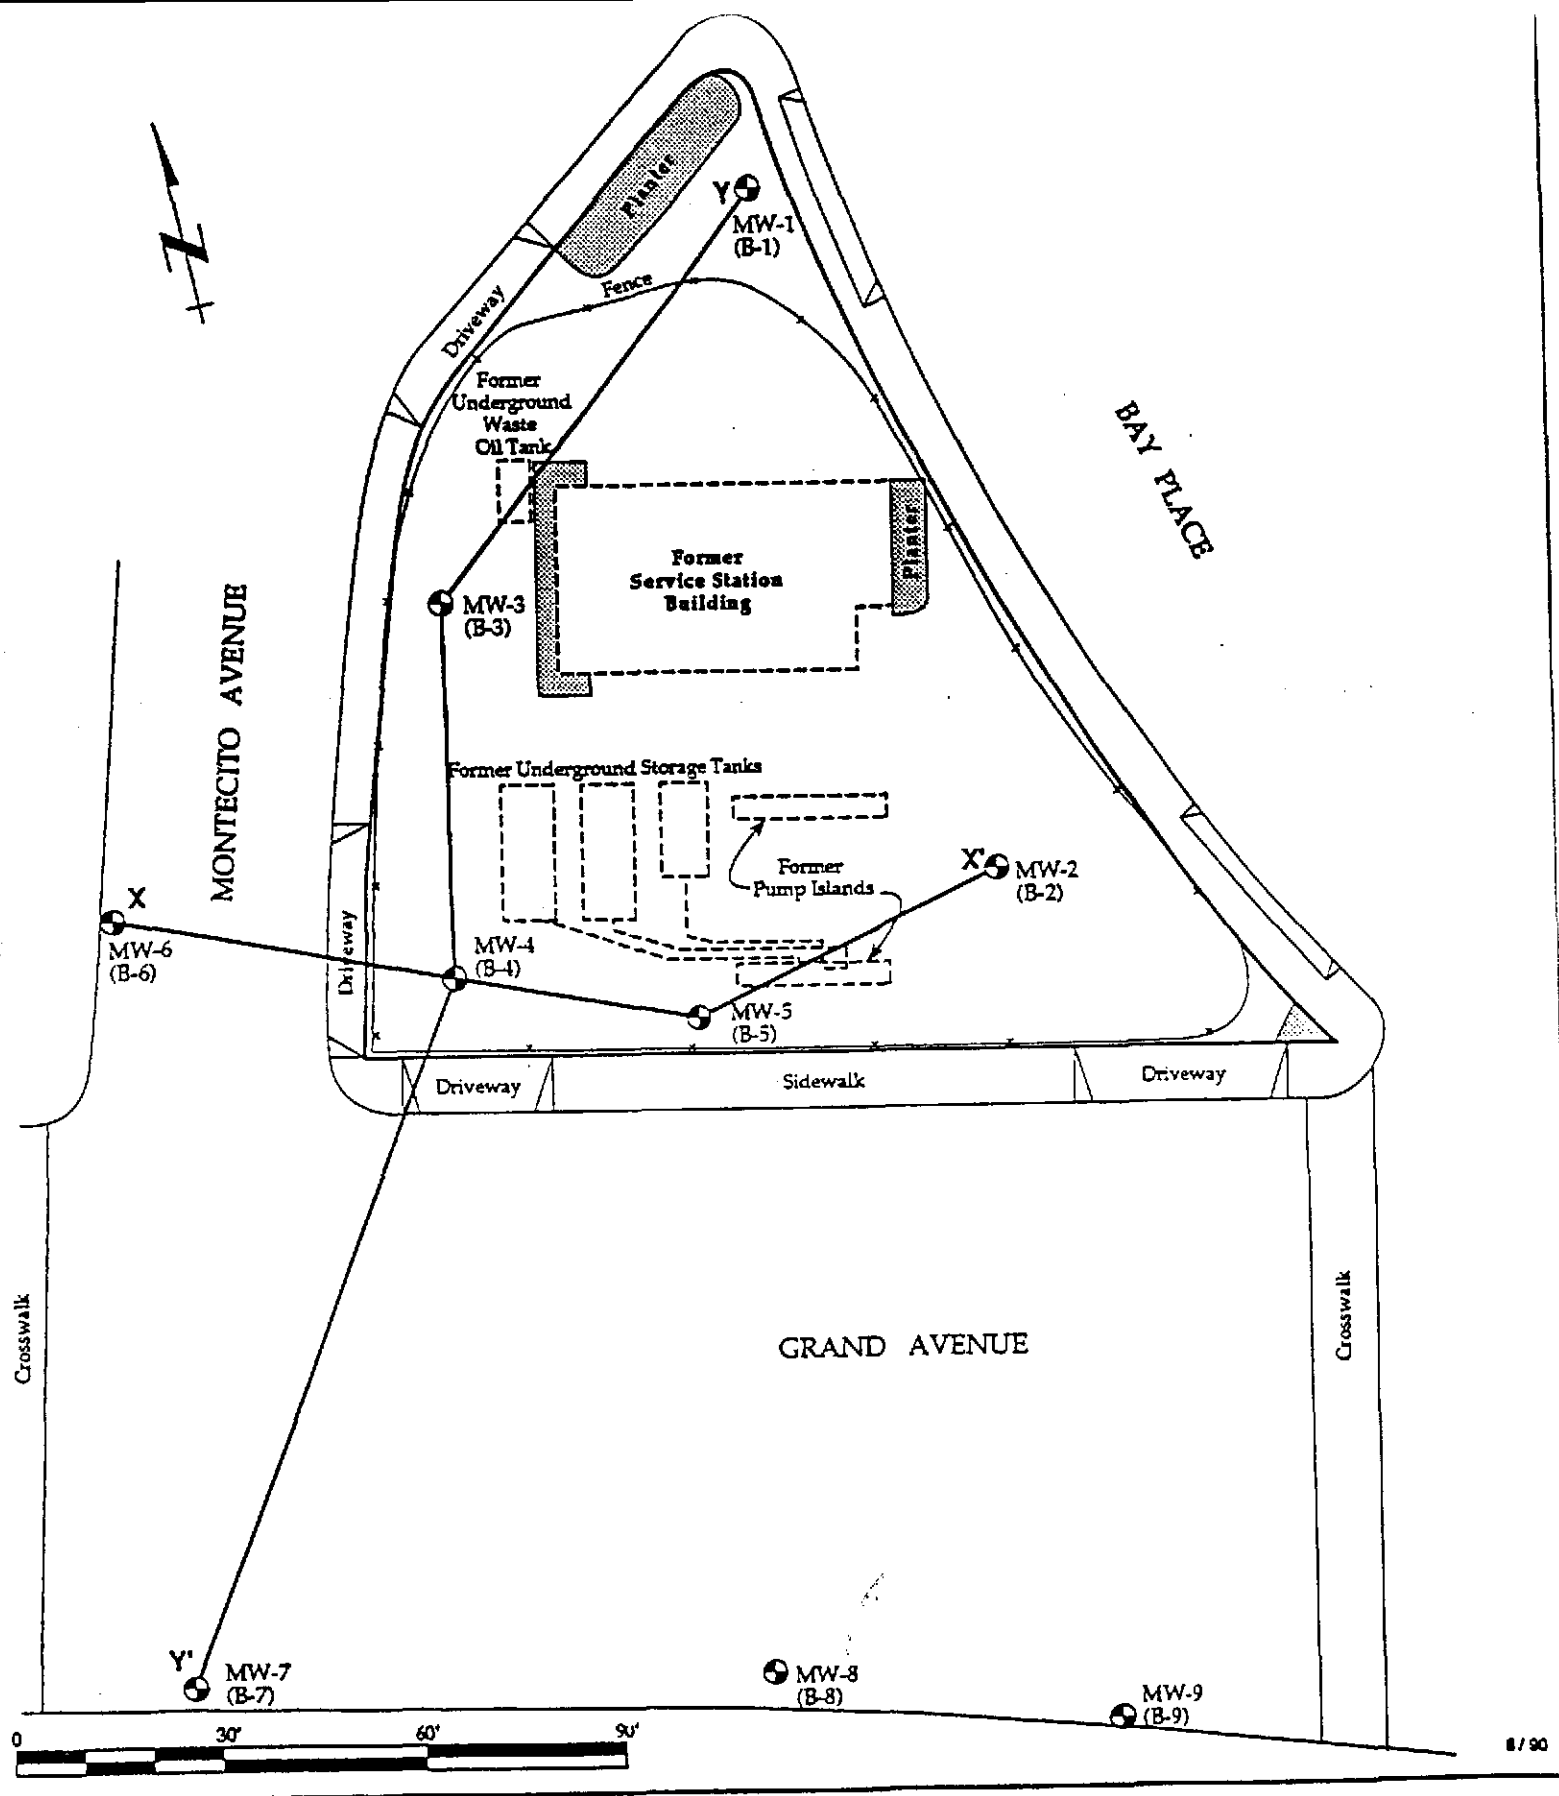 Planter
Y
MW-1
(B-1)
N
Fence
Driveway
Former
Underground
Waste
Oil Tank
BAY PLACE
Former
Service Station
Building
Planter
MW-3
(B-3)
MONTECITO AVENUE
Former Underground Storage Tanks
Former
Pump Islands
X'
MW-2
(B-2)
X
MW-6
(B-6)
Driveway
MW-4
(B-4)
MW-5
(B-5)
Driveway
Sidewalk
Driveway
Crosswalk
GRAND AVENUE
Crosswalk
Y'
MW-7
(B-7)
MW-8
(B-8)
MW-9
(B-9)
0 30' 60' 90'
8/90